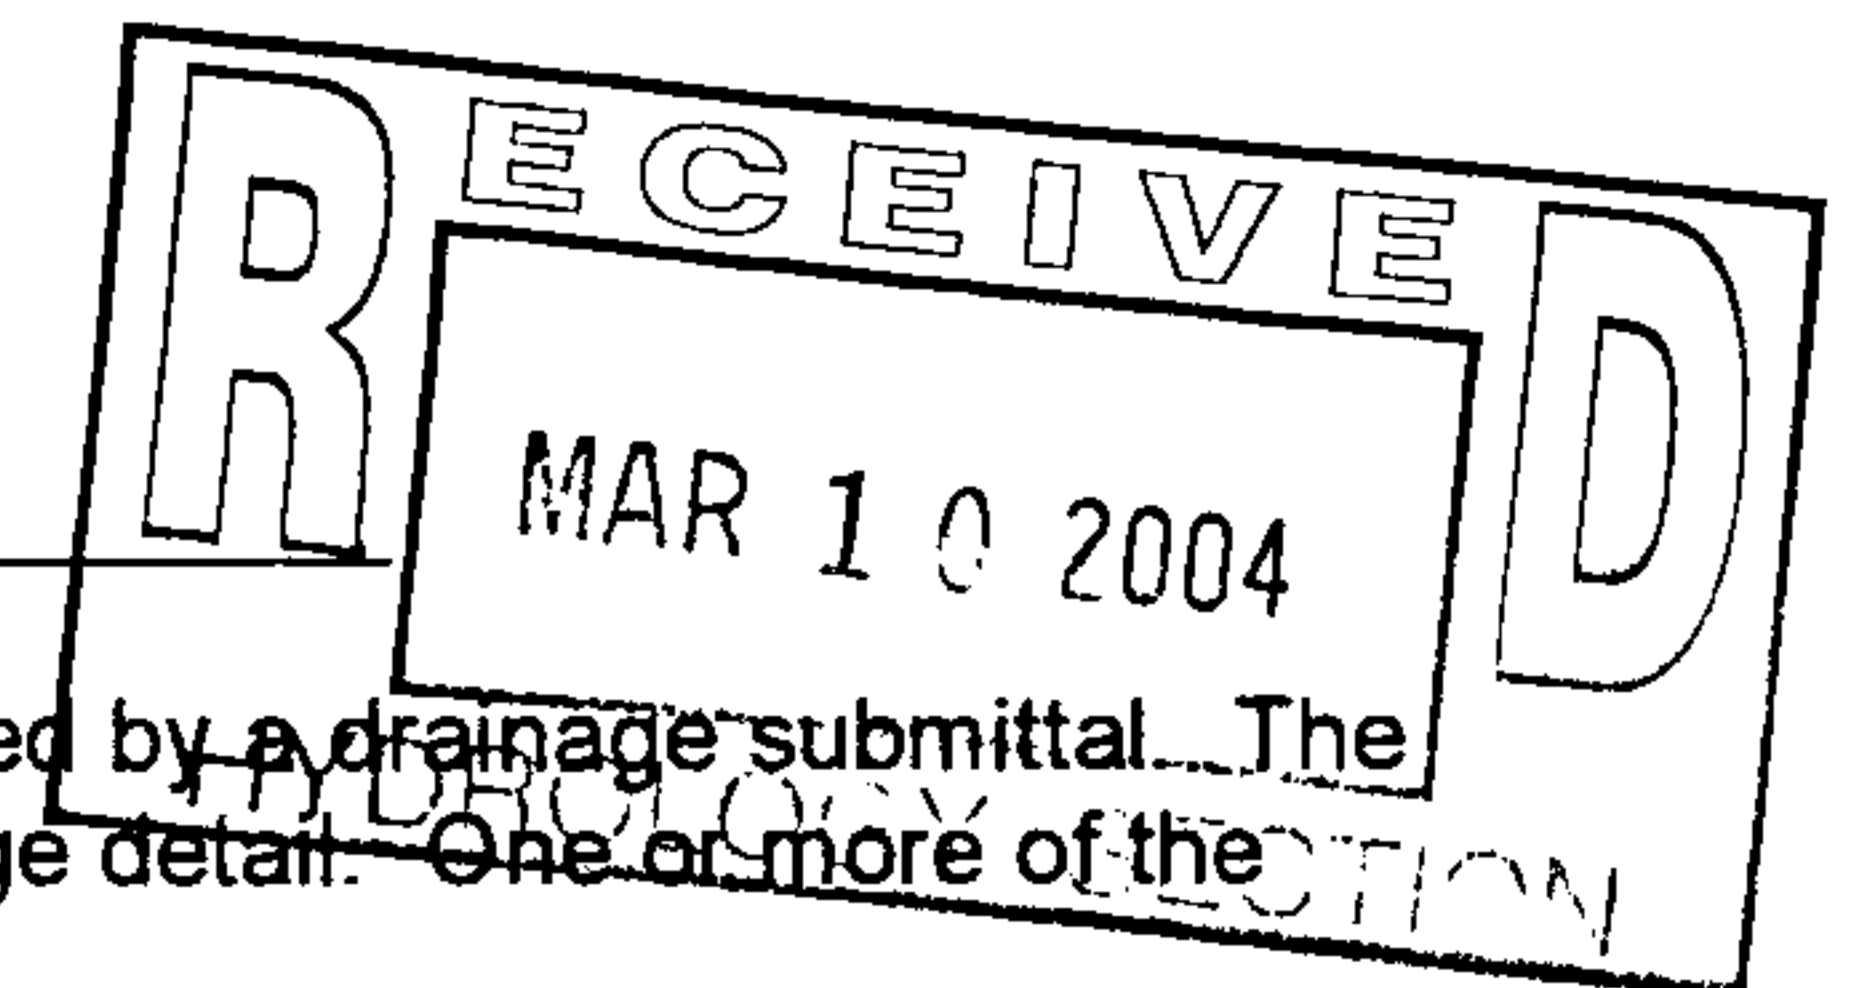 RECEIVED
MAR 10 2004
HYDROLOGY SECTION
ed by a drainage submittal. The
ge detail. One or more of the